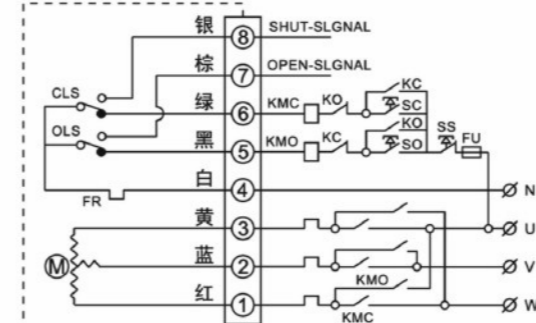 银 8 SHUT-SLGNAL
棕 7 OPEN-SLGNAL
CLS 绿 6 KMC KO KC SC
OLS 黑 5 KMO KC KO SO SS FU
白 4 N
FR
黄 3 U
M 蓝 2 V
KMO
红 1 W
KMC